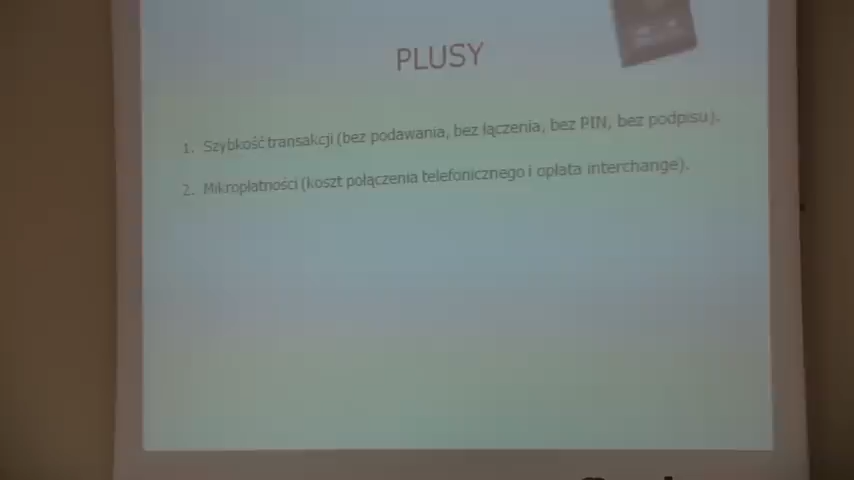 PLUSY
1. Szybkość transakcji (bez podawania, bez łączenia, bez PIN, bez podpisu).
2. Mikropłatności (koszt połączenia telefonicznego i opłata interchange).